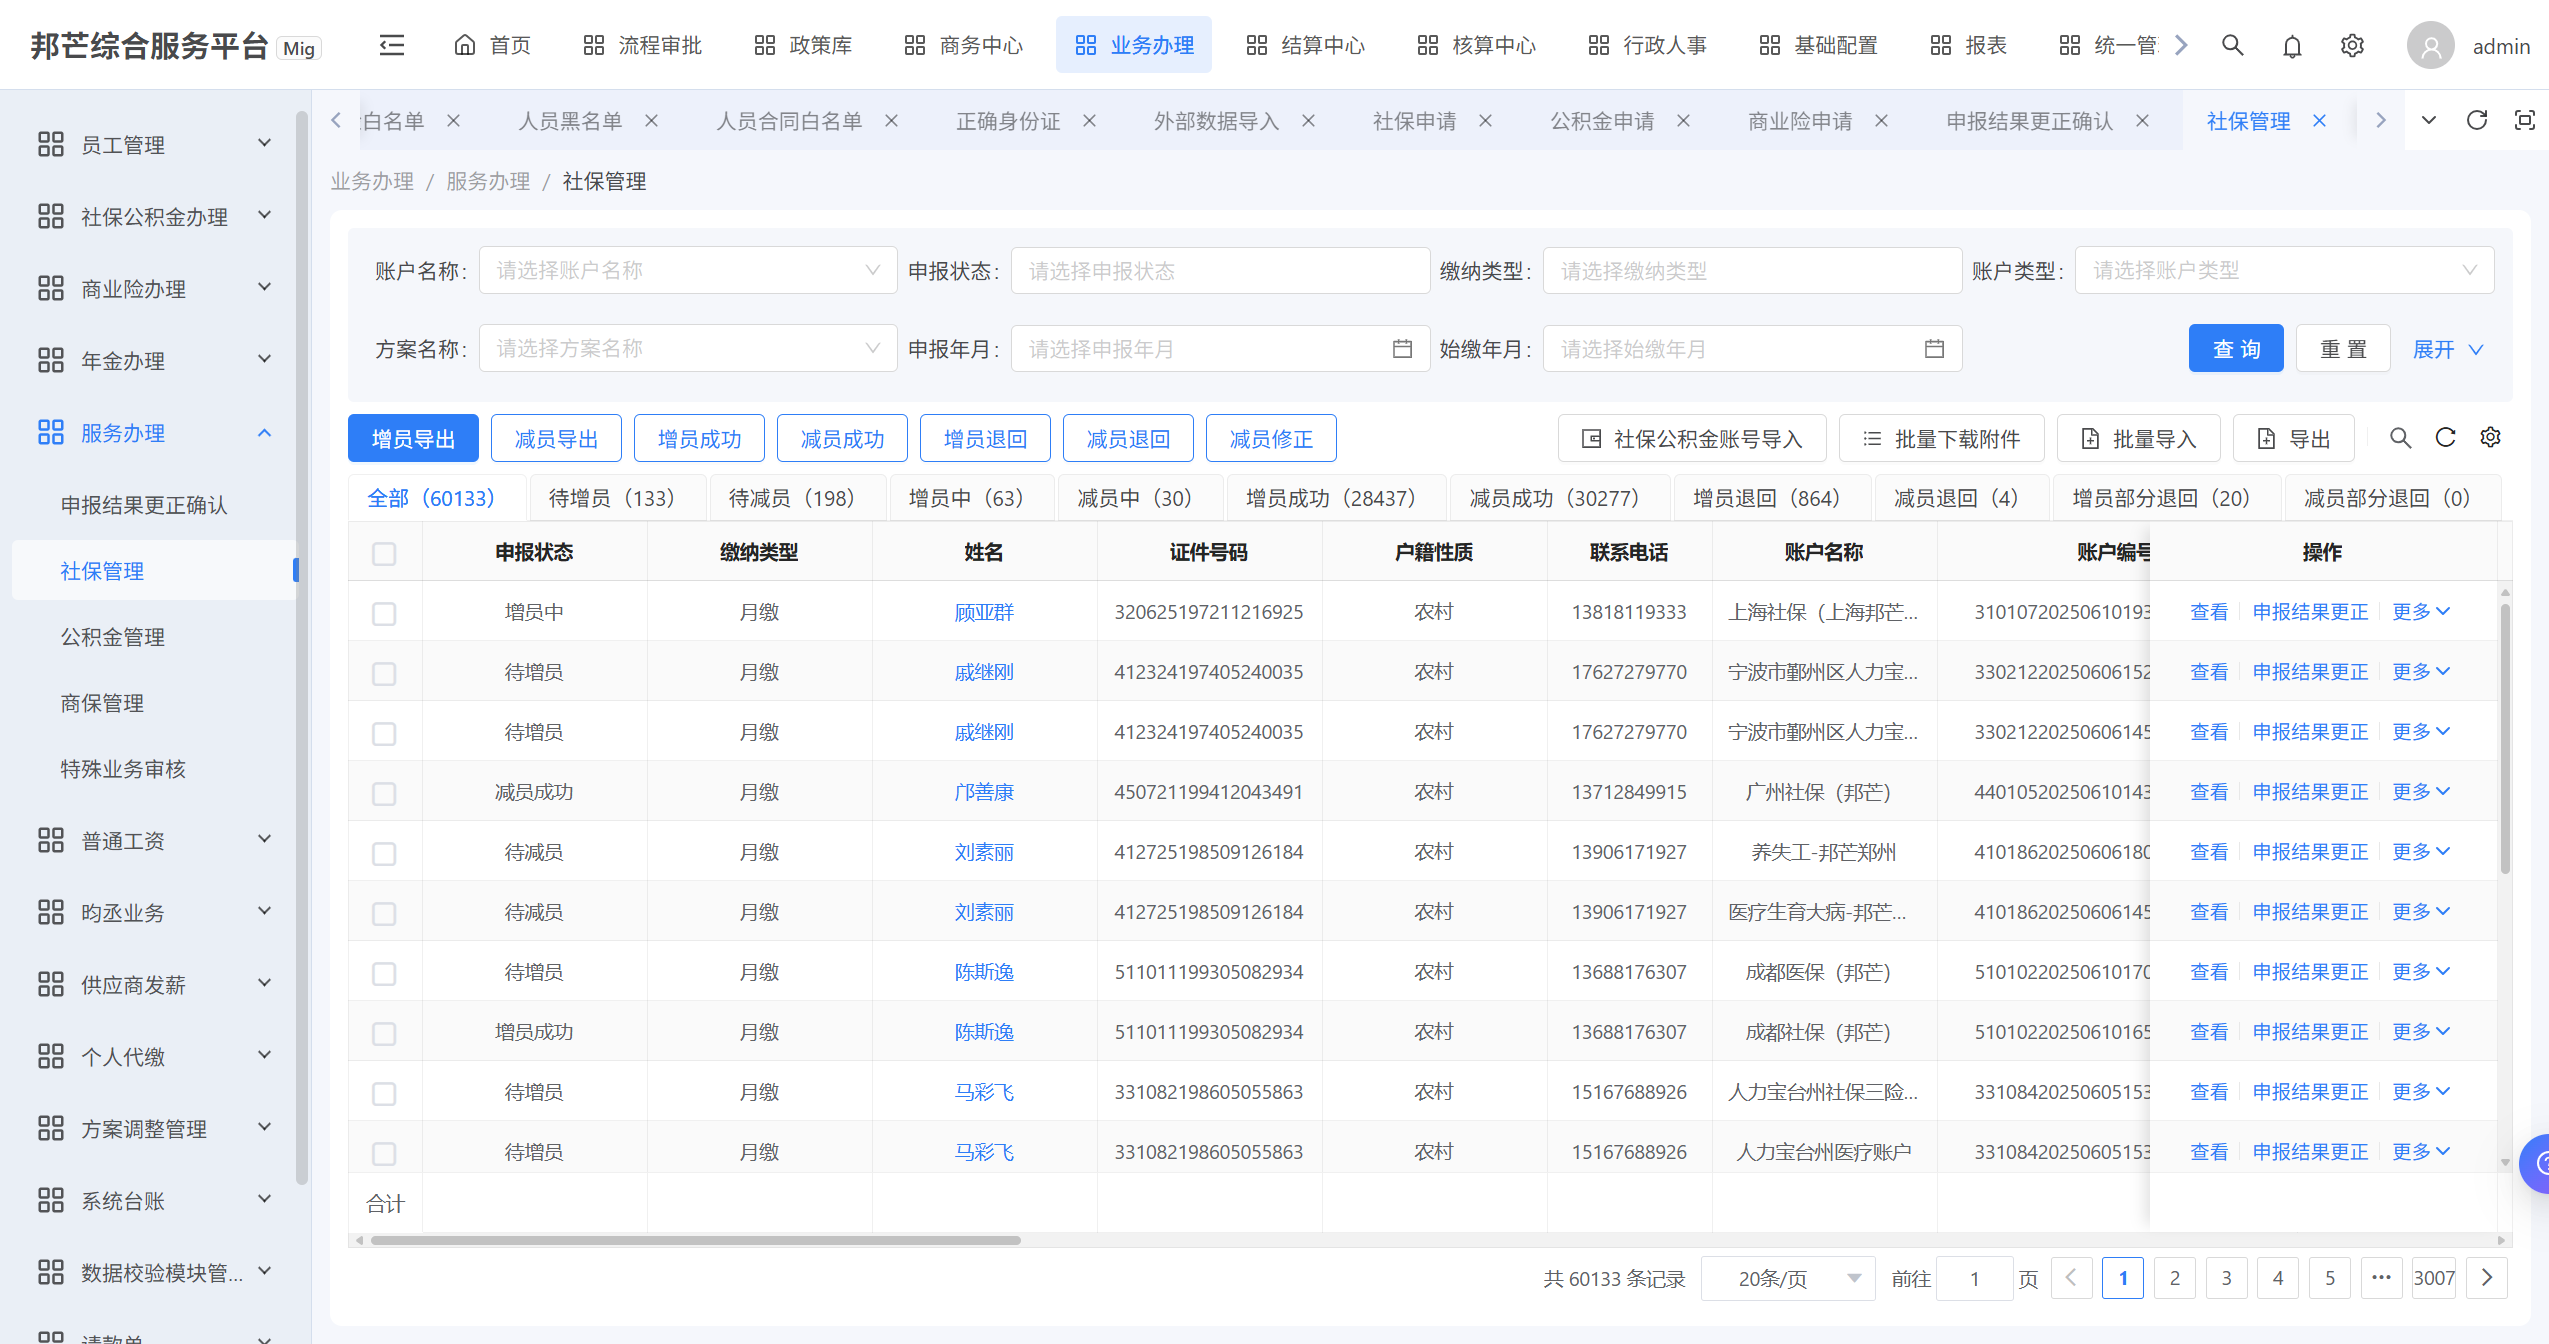 邦芒综合服务平台 Mig 首页 流程审批 政策库 商务中心 业务办理 结算中心 核算中心 行政人事 基础配置 报表 统一管 admin
白名单 人员黑名单 人员合同白名单 正确身份证 外部数据导入 社保申请 公积金申请 商业险申请 申报结果更正确认 社保管理
业务办理 / 服务办理 / 社保管理
员工管理
社保公积金办理
商业险办理
年金办理
服务办理
申报结果更正确认
社保管理
公积金管理
商保管理
特殊业务审核
普通工资
昀丞业务
供应商发薪
个人代缴
方案调整管理
系统台账
数据校验模块管...
请款单
账户名称: 请选择账户名称 申报状态: 请选择申报状态 缴纳类型: 请选择缴纳类型 账户类型: 请选择账户类型
方案名称: 请选择方案名称 申报年月: 请选择申报年月 始缴年月: 请选择始缴年月 查 询 重 置 展开
增员导出 减员导出 增员成功 减员成功 增员退回 减员退回 减员修正 社保公积金账号导入 批量下载附件 批量导入 导出
全部（60133） 待增员（133） 待减员（198） 增员中（63） 减员中（30） 增员成功（28437） 减员成功（30277） 增员退回（864） 减员退回（4） 增员部分退回（20） 减员部分退回（0）
申报状态 缴纳类型 姓名 证件号码 户籍性质 联系电话 账户名称 账户编号 操作
增员中 月缴 顾亚群 320625197211216925 农村 13818119333 上海社保（上海邦芒... 31010720250610193 查看 申报结果更正 更多
待增员 月缴 戚继刚 412324197405240035 农村 17627279770 宁波市鄞州区人力宝... 33021220250606152 查看 申报结果更正 更多
待增员 月缴 戚继刚 412324197405240035 农村 17627279770 宁波市鄞州区人力宝... 33021220250606145 查看 申报结果更正 更多
减员成功 月缴 邝善康 450721199412043491 农村 13712849915 广州社保（邦芒） 44010520250610143 查看 申报结果更正 更多
待减员 月缴 刘素丽 412725198509126184 农村 13906171927 养失工-邦芒郑州 41018620250606180 查看 申报结果更正 更多
待减员 月缴 刘素丽 412725198509126184 农村 13906171927 医疗生育大病-邦芒... 41018620250606145 查看 申报结果更正 更多
待增员 月缴 陈斯逸 511011199305082934 农村 13688176307 成都医保（邦芒） 51010220250610170 查看 申报结果更正 更多
增员成功 月缴 陈斯逸 511011199305082934 农村 13688176307 成都社保（邦芒） 51010220250610165 查看 申报结果更正 更多
待增员 月缴 马彩飞 331082198605055863 农村 15167688926 人力宝台州社保三险... 33108420250605153 查看 申报结果更正 更多
待增员 月缴 马彩飞 331082198605055863 农村 15167688926 人力宝台州医疗账户 33108420250605153 查看 申报结果更正 更多
合计
共 60133 条记录 20条/页 前往 1 页 1 2 3 4 5 ••• 3007